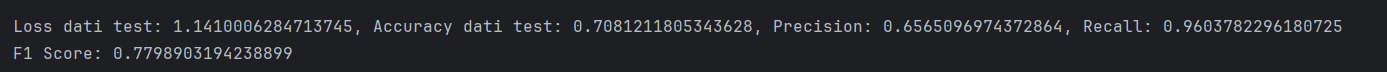 Loss dati test: 1.1410006284713745, Accuracy dati test: 0.7081211805343628, Precision: 0.6565096974372864, Recall: 0.9603782296180725
F1 Score: 0.7798903194238899